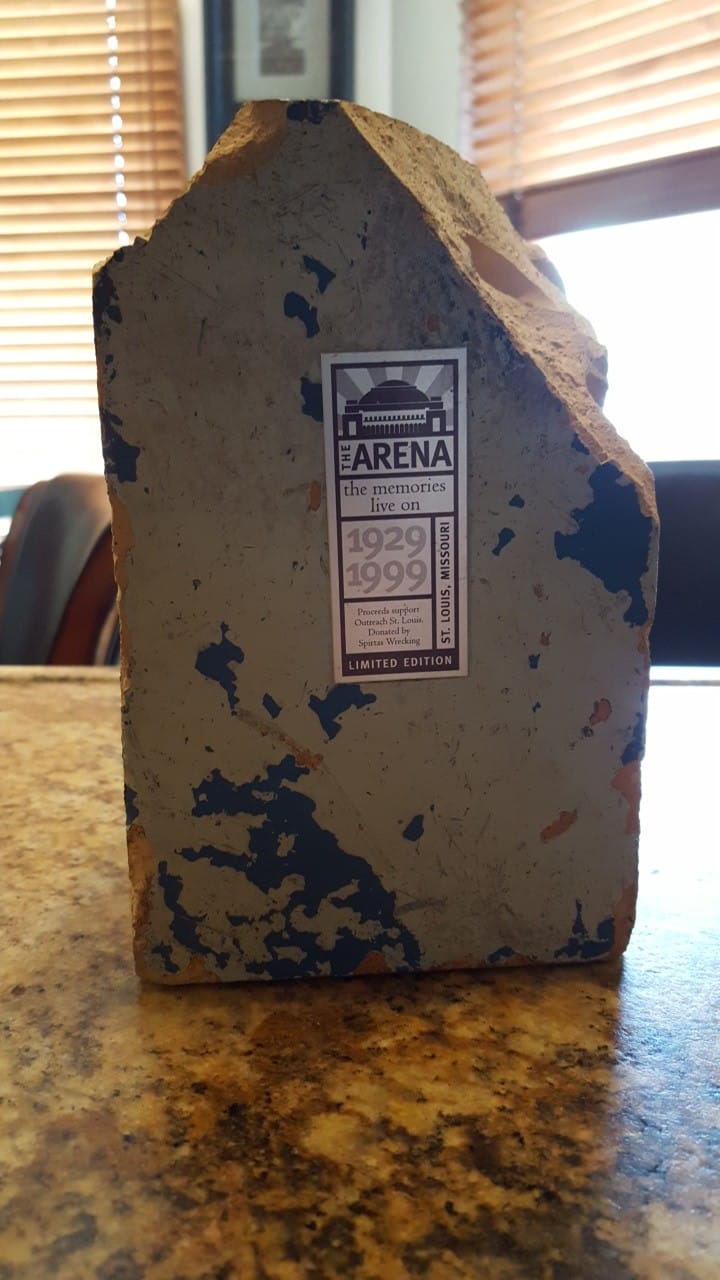 THE ARENA
the memories
live on
1929
1999
ST. LOUIS, MISSOURI
Proceeds support
Outreach St. Louis.
Donated by
Spirtas Wrecking
LIMITED EDITION